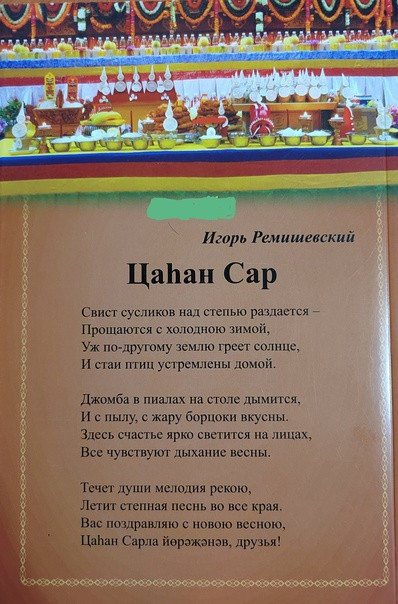 Игорь Ремишевский
Цаһан Сар
Свист сусликов над степью раздается –
Прощаются с холодною зимой,
Уж по-другому землю греет солнце,
И стаи птиц устремлены домой.
Джомба в пиалах на столе дымится,
И с пылу, с жару борцоки вкусны.
Здесь счастье ярко светится на лицах,
Все чувствуют дыхание весны.
Течет души мелодия рекою,
Летит степная песнь во все края.
Вас поздравляю с новою весною,
Цаһан Сарла йөрәҗәнәв, друзья!